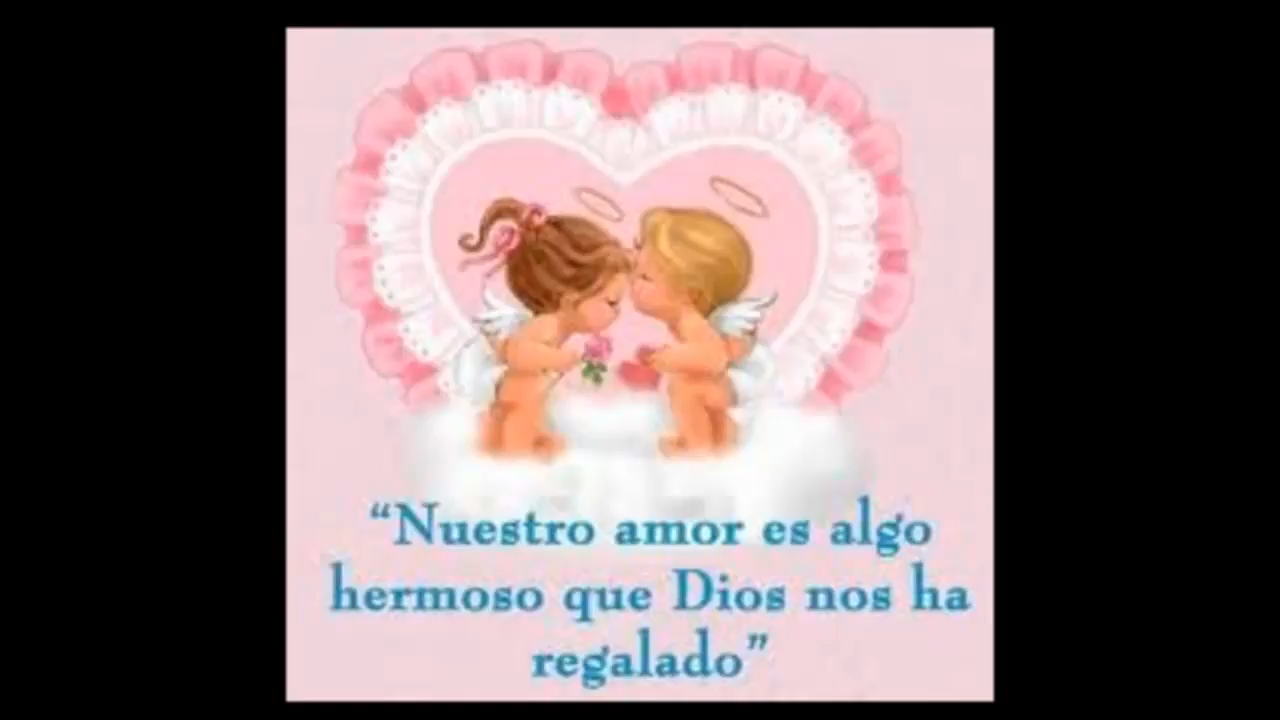 “Nuestro amor es algo
hermoso que Dios nos ha
regalado”